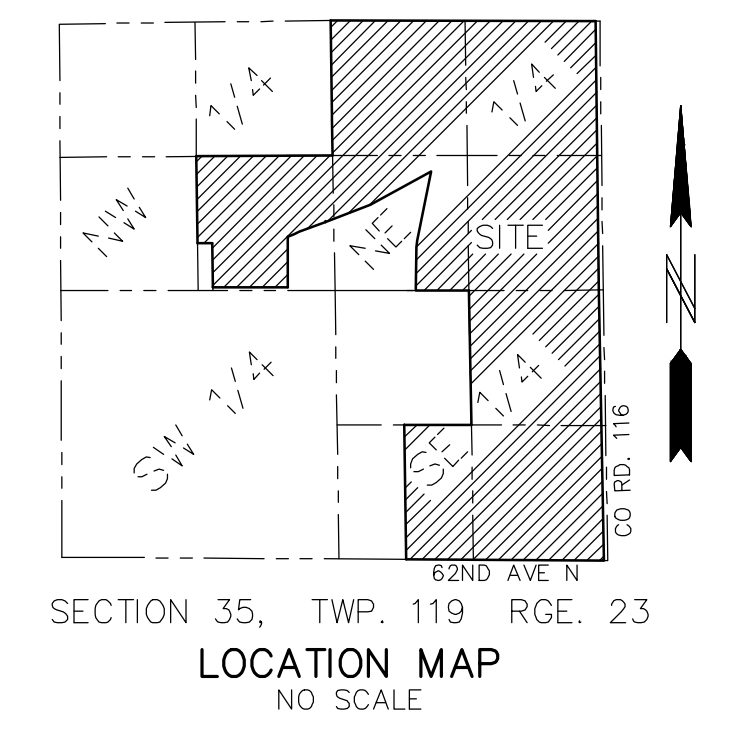 NW 1/4
NE 1/4
SITE
N
SW 1/4
SE 1/4
CO RD. 116
62ND AVE N
SECTION 35, TWP. 119 RGE. 23
LOCATION MAP
NO SCALE